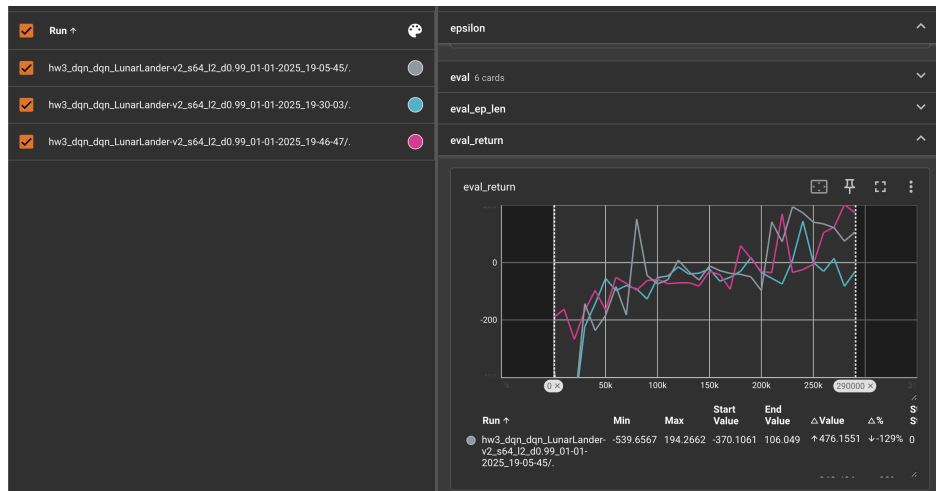 Run ↑
hw3_dqn_dqn_LunarLander-v2_s64_l2_d0.99_01-01-2025_19-05-45/.
hw3_dqn_dqn_LunarLander-v2_s64_l2_d0.99_01-01-2025_19-30-03/.
hw3_dqn_dqn_LunarLander-v2_s64_l2_d0.99_01-01-2025_19-46-47/.
epsilon
eval 6 cards
eval_ep_len
eval_return
eval_return
0
-200
0 × 50k 100k 150k 200k 250k 290000 ×
Run ↑ Min Max Start Value End Value △Value △% S S
hw3_dqn_dqn_LunarLander- -539.6567 194.2662 -370.1061 106.049 ↑476.1551 ↓-129% 0
v2_s64_l2_d0.99_01-01-
2025_19-05-45/.